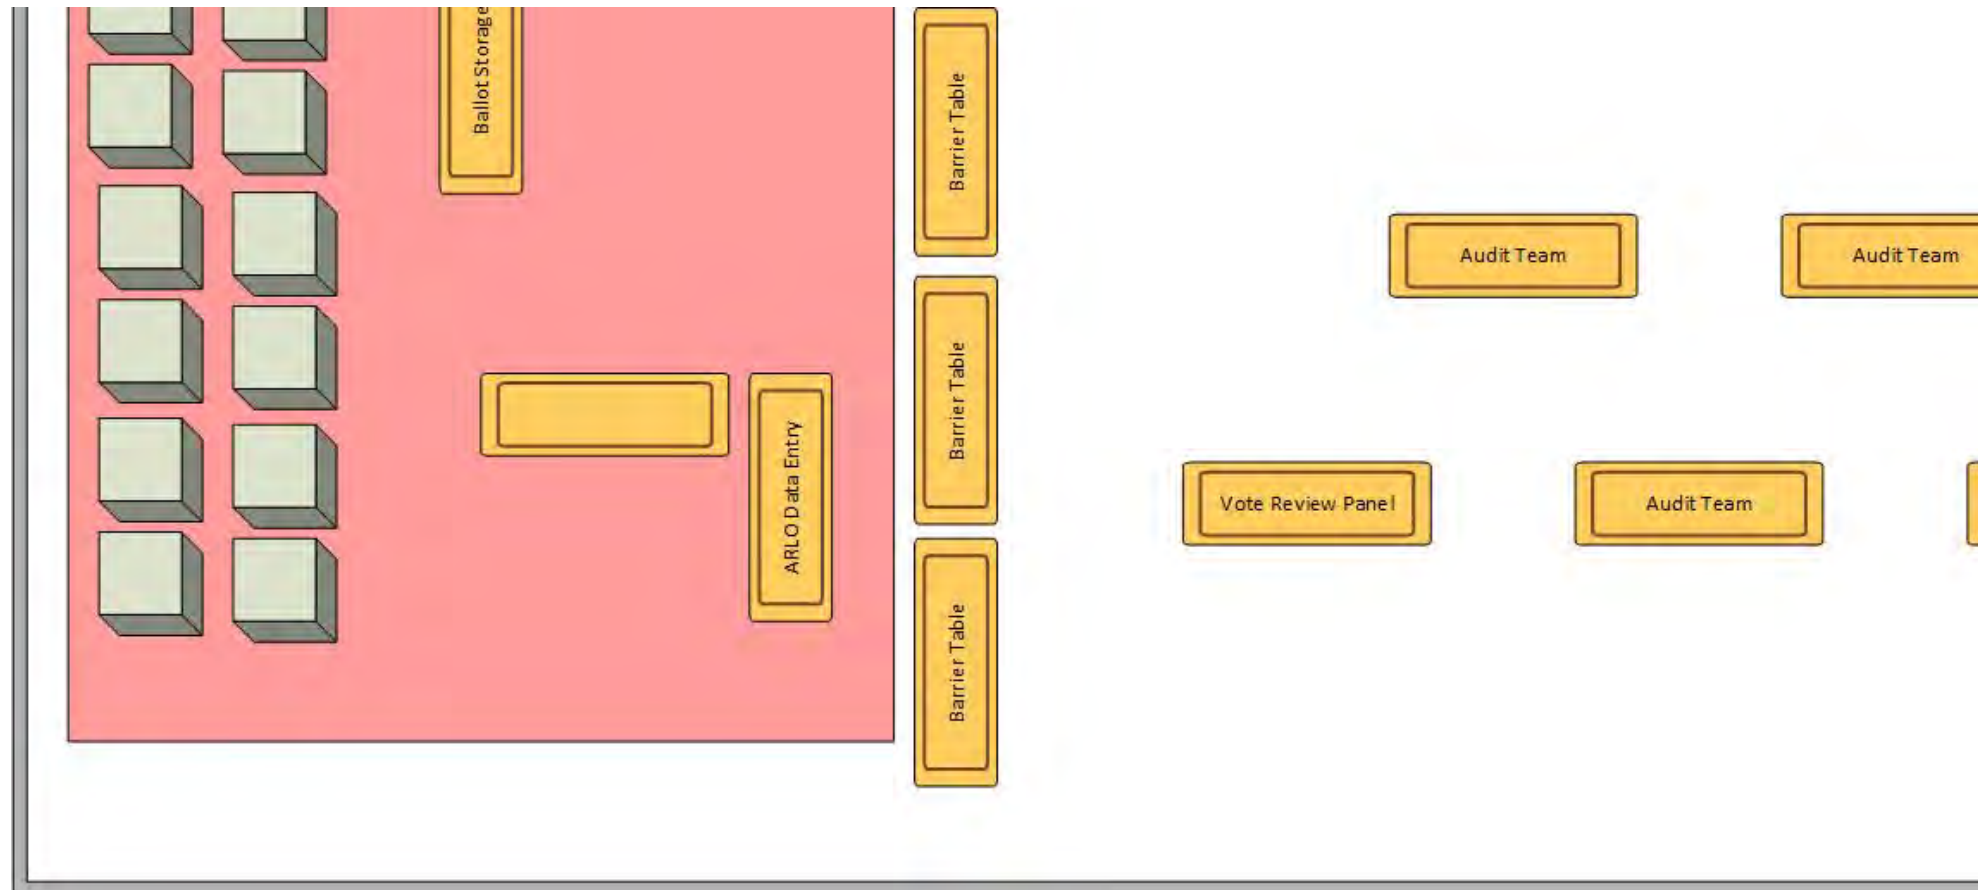 Ballot Storage
Barrier Table
Audit Team
Audit Team
Barrier Table
ARLO Data Entry
Vote Review Panel
Audit Team
Barrier Table